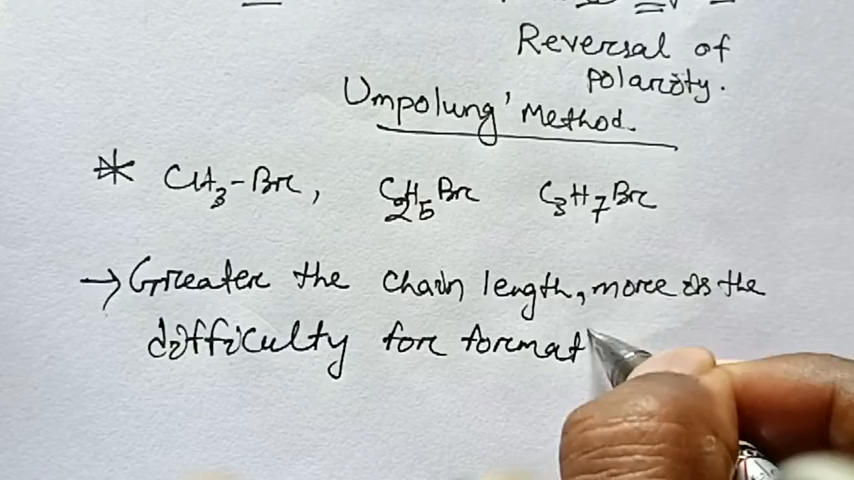 Reversal of
polarity.
Umpolung' Method.
* CH3-Br, C2H5Br C3H7Br
→ Greater the chain length, more is the
difficulty for format